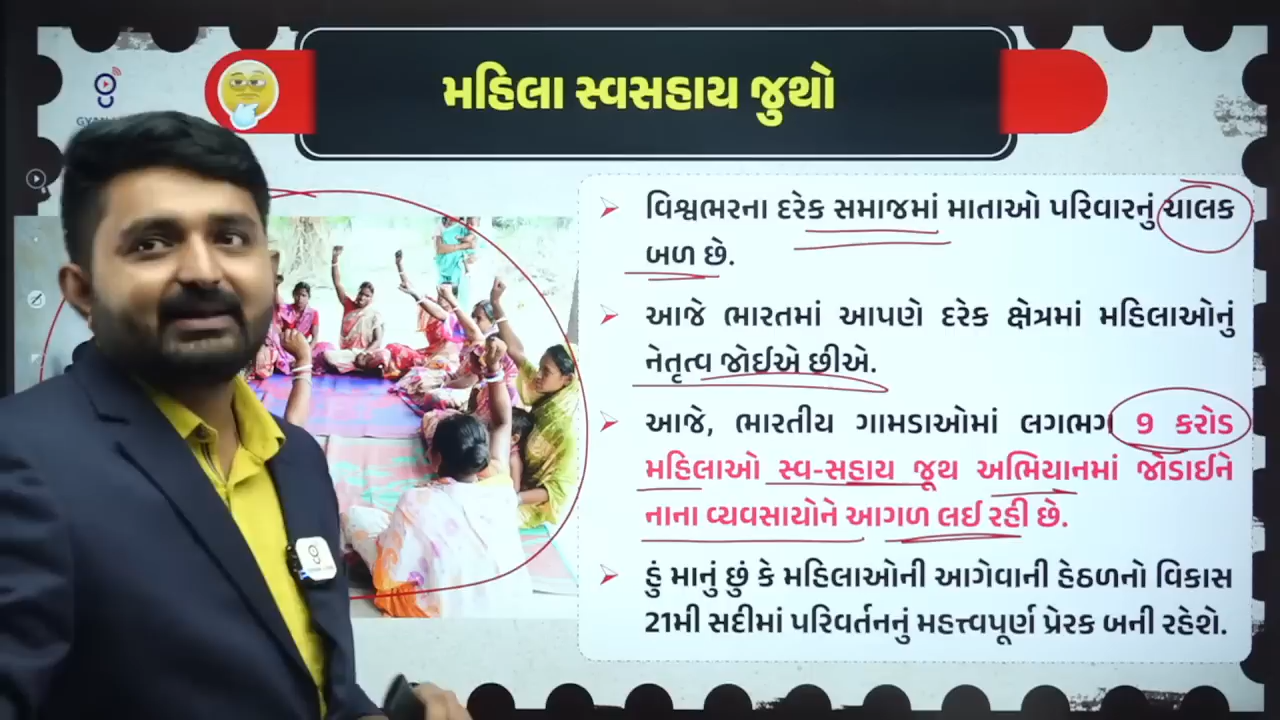 મહિલા સ્વસહાય જુથો
વિશ્વભરના દરેક સમાજમાં માતાઓ પરિવારનું ચાલક
બળ છે.
આજે ભારતમાં આપણે દરેક ક્ષેત્રમાં મહિલાઓનું
નેતૃત્વ જોઈએ છીએ.
આજે, ભારતીય ગામડાઓમાં લગભગ 9 કરોડ
મહિલાઓ સ્વ-સહાય જૂથ અભિયાનમાં જોડાઈને
નાના વ્યવસાયોને આગળ લઈ રહી છે.
હું માનું છું કે મહિલાઓની આગેવાની હેઠળનો વિકાસ
21મી સદીમાં પરિવર્તનનું મહત્ત્વપૂર્ણ પ્રેરક બની રહેશે.